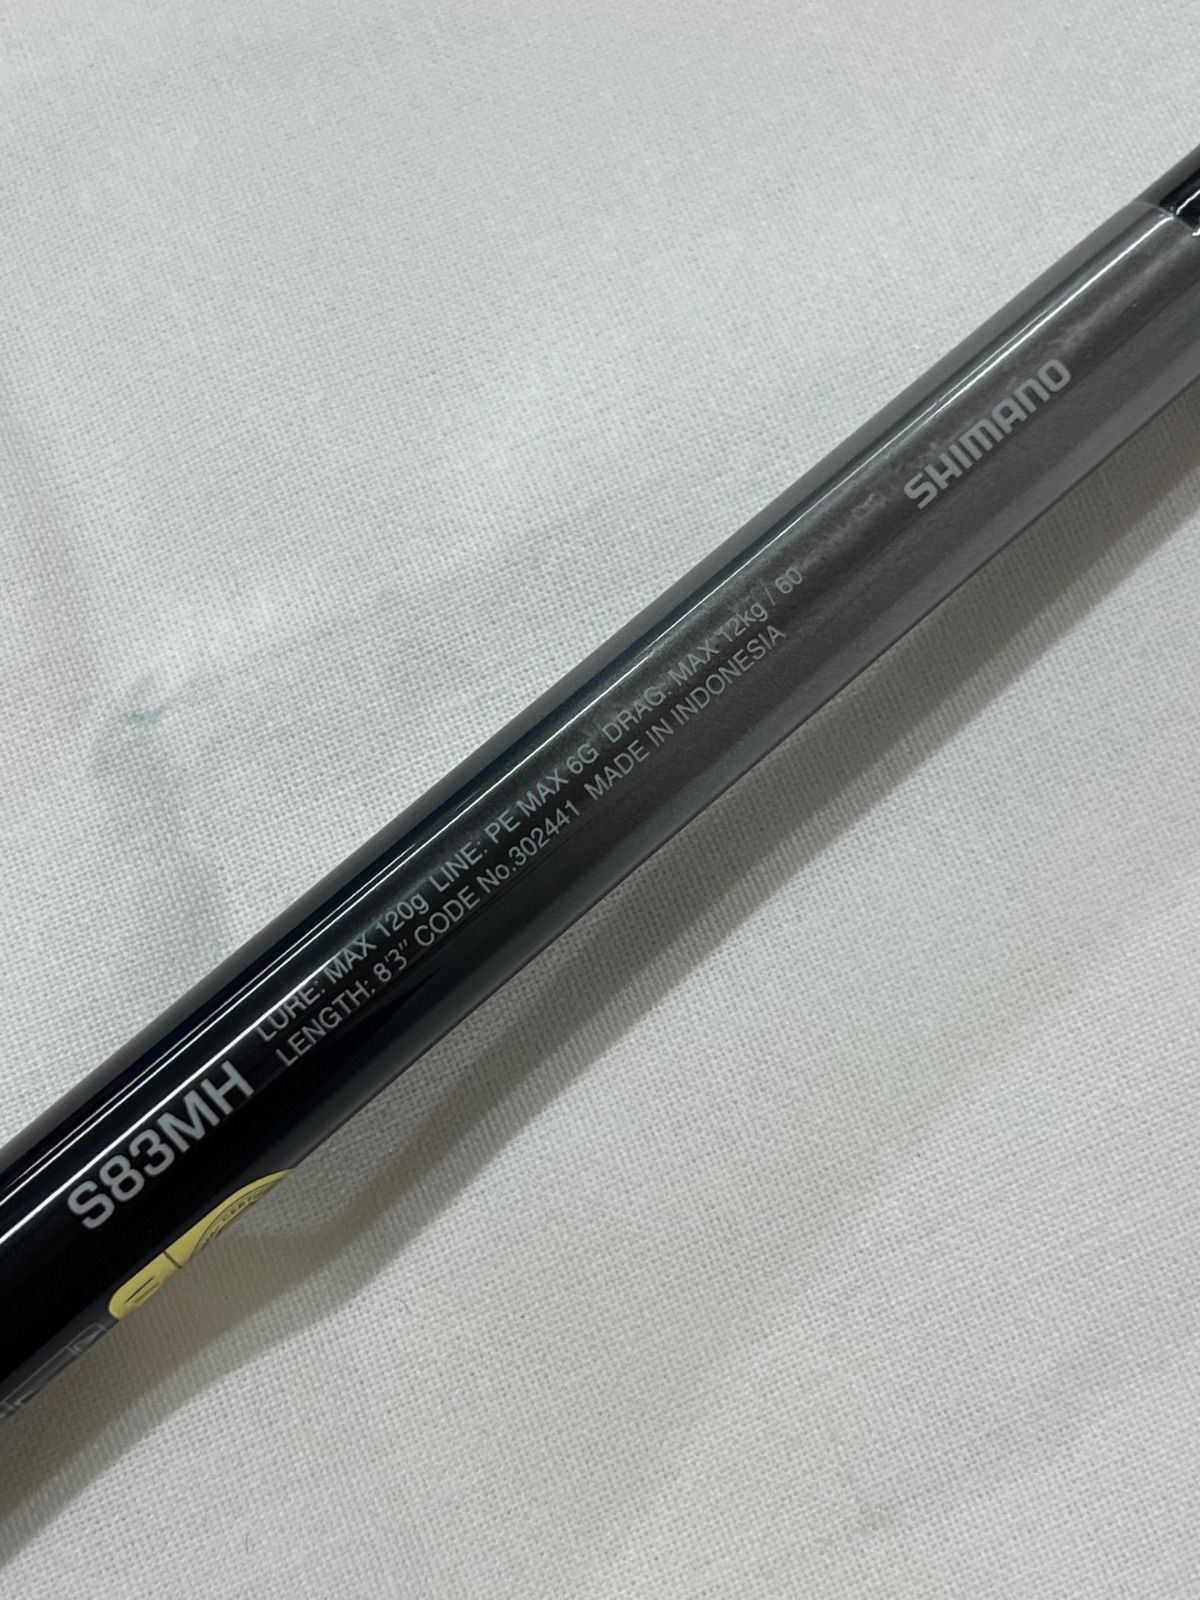 SHIMANO
S83MH
LURE: MAX 120g LINE: PE MAX 6G DRAG: MAX 12kg / 60
LENGTH: 8'3" CODE No.302441 MADE IN INDONESIA